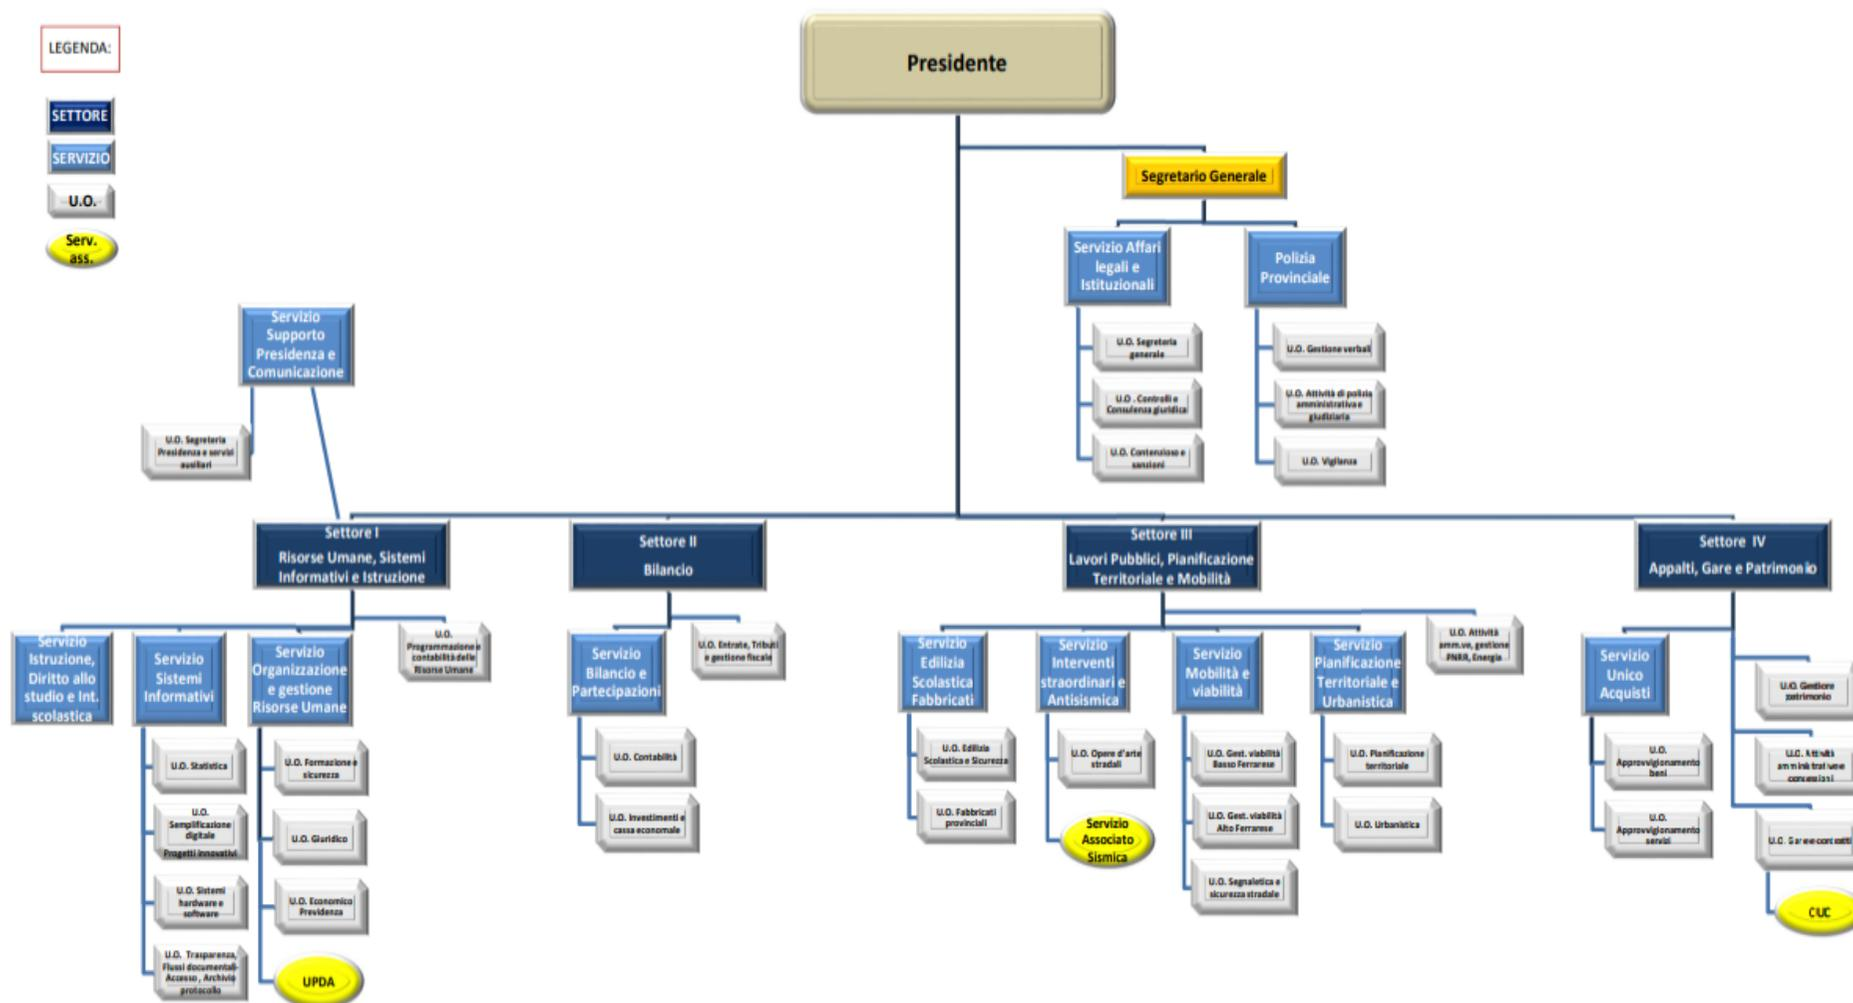 LEGENDA:
SETTORE
SERVIZIO
U.O.
Serv.
ass.
Presidente
Segretario Generale
Servizio Affari
legali e
Istituzionali
U.O. Segreteria
generale
U.O . Controlli e
Consulenza giuridica
U.O. Contenzioso e
sanzioni
Polizia
Provinciale
U.O. Gestione verbali
U.O. Attività di polizia
amministrativa e
giudiziaria
U.O. Vigilanza
Servizio
Supporto
Presidenza e
Comunicazione
U.O. Segreteria
Presidenza e servizi
ausiliari
Settore I
Risorse Umane, Sistemi
Informativi e Istruzione
Servizio
Istruzione,
Diritto allo
studio e Int.
scolastica
Servizio
Sistemi
Informativi
U.O. Statistica
U.O.
Semplificazione
digitale
Progetti innovativi
U.O. Sistemi
hardware e
software
U.O. Trasparenza,
Flussi documentali-
Accesso , Archivio
protocollo
Servizio
Organizzazione
e gestione
Risorse Umane
U.O. Formazione e
sicurezza
U.O. Giuridico
U.O. Economico
Previdenza
UPDA
U.O.
Programmazione e
contabilità delle
Risorse Umane
Settore II
Bilancio
Servizio
Bilancio e
Partecipazioni
U.O. Contabilità
U.O. Investimenti e
cassa economale
U.O. Entrate, Tributi
e gestione fiscale
Settore III
Lavori Pubblici, Pianificazione
Territoriale e Mobilità
Servizio
Edilizia
Scolastica
Fabbricati
U.O. Edilizia
Scolastica e Sicurezza
U.O. Fabbricati
provinciali
Servizio
Interventi
straordinari e
Antisismica
U.O. Opere d'arte
stradali
Servizio
Associato
Sismica
Servizio
Mobilità e
viabilità
U.O. Gest. viabilità
Basso Ferrarese
U.O. Gest. viabilità
Alto Ferrarese
U.O. Segnaletica e
sicurezza stradale
Servizio
Pianificazione
Territoriale e
Urbanistica
U.O. Pianificazione
territoriale
U.O. Urbanistica
U.O. Attività
amm.vo, gestione
PNRR, Energia
Settore IV
Appalti, Gare e Patrimonio
Servizio
Unico
Acquisti
U.O.
Approvvigionamento
beni
U.O.
Approvvigionamento
servizi
U.O. Gestione
patrimonio
U.O. Attività
amministrative e
concessioni
U.O. Gare e contratti
CUC